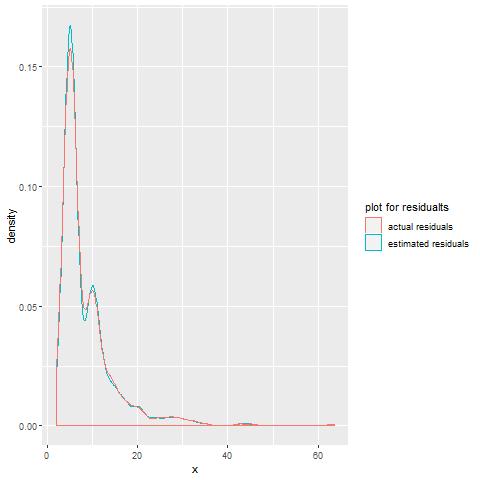 0.15
0.10
0.05
0.00
density
0
20
40
60
x
plot for residualts
actual residuals
estimated residuals